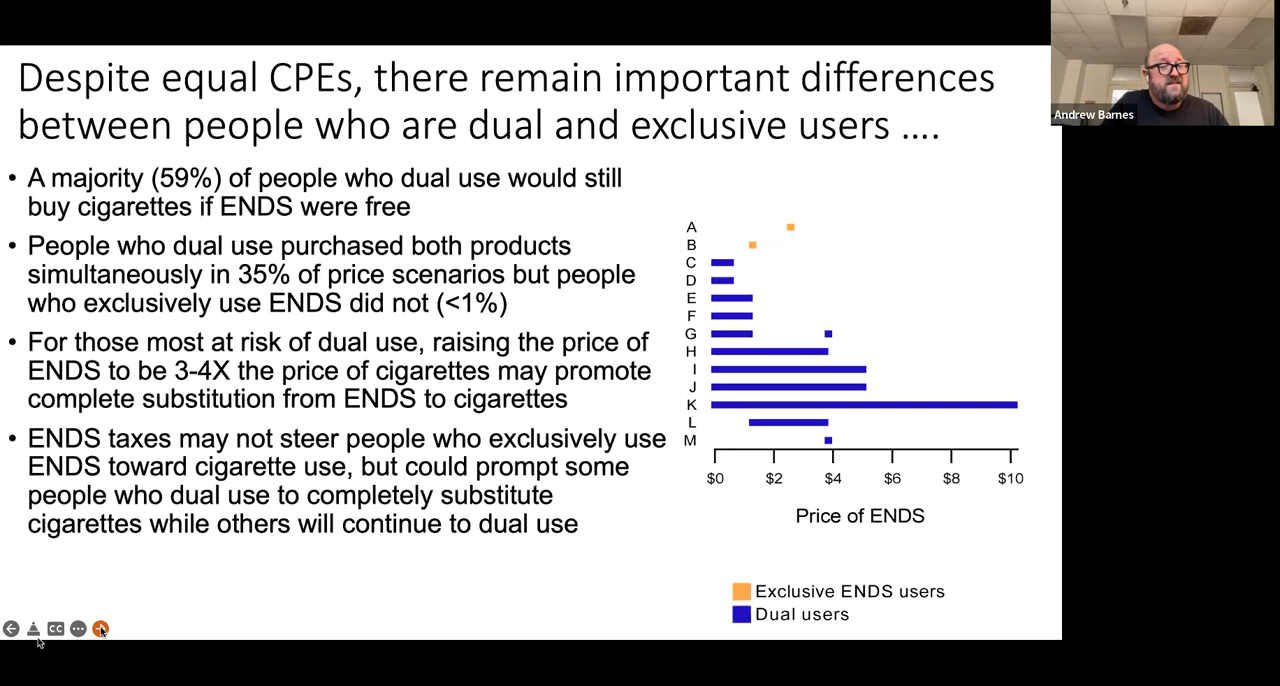 Despite equal CPEs, there remain important differences
between people who are dual and exclusive users ....
• A majority (59%) of people who dual use would still
buy cigarettes if ENDS were free
• People who dual use purchased both products
simultaneously in 35% of price scenarios but people
who exclusively use ENDS did not (<1%)
• For those most at risk of dual use, raising the price of
ENDS to be 3-4X the price of cigarettes may promote
complete substitution from ENDS to cigarettes
• ENDS taxes may not steer people who exclusively use
ENDS toward cigarette use, but could prompt some
people who dual use to completely substitute
cigarettes while others will continue to dual use
A
B
C
D
E
F
G
H
I
J
K
L
M
$0 $2 $4 $6 $8 $10
Price of ENDS
Exclusive ENDS users
Dual users
CC
Andrew Barnes